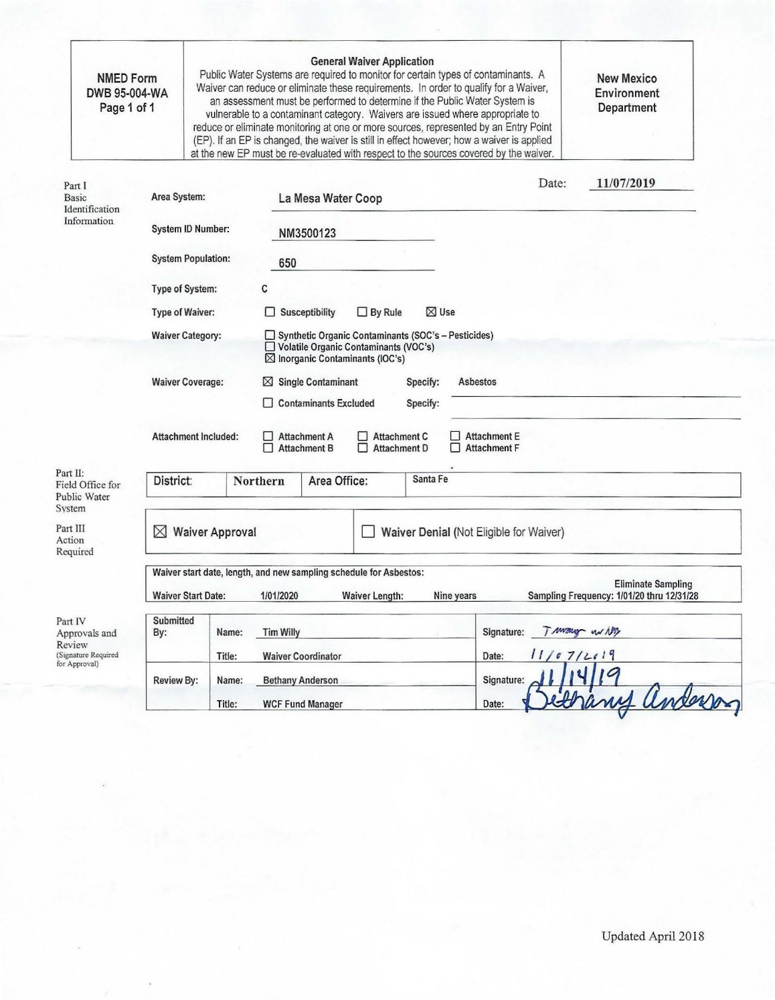 NMED Form
DWB 95-004-WA
Page 1 of 1
General Waiver Application
Public Water Systems are required to monitor for certain types of contaminants. A
Waiver can reduce or eliminate these requirements. In order to qualify for a Waiver,
an assessment must be performed to determine if the Public Water System is
vulnerable to a contaminant category. Waivers are issued where appropriate to
reduce or eliminate monitoring at one or more sources, represented by an Entry Point
(EP). If an EP is changed, the waiver is still in effect however; how a waiver is applied
at the new EP must be re-evaluated with respect to the sources covered by the waiver.
New Mexico
Environment
Department
Part I
Basic
Identification
Information
Date: 11/07/2019
Area System: La Mesa Water Coop
System ID Number: NM3500123
System Population: 650
Type of System: C
Type of Waiver: ☐ Susceptibility ☐ By Rule ☒ Use
Waiver Category: ☐ Synthetic Organic Contaminants (SOC's – Pesticides)
☐ Volatile Organic Contaminants (VOC's)
☒ Inorganic Contaminants (IOC's)
Waiver Coverage: ☒ Single Contaminant Specify: Asbestos
☐ Contaminants Excluded Specify:
Attachment Included: ☐ Attachment A ☐ Attachment C ☐ Attachment E
☐ Attachment B ☐ Attachment D ☐ Attachment F
Part II:
Field Office for
Public Water
System
District: Northern Area Office: Santa Fe
Part III
Action
Required
☒ Waiver Approval ☐ Waiver Denial (Not Eligible for Waiver)
Waiver start date, length, and new sampling schedule for Asbestos:
Eliminate Sampling
Waiver Start Date: 1/01/2020 Waiver Length: Nine years Sampling Frequency: 1/01/20 thru 12/31/28
Part IV
Approvals and
Review
(Signature Required
for Approval)
Submitted
By: Name: Tim Willy Signature:
Title: Waiver Coordinator Date: 11/07/2019
Review By: Name: Bethany Anderson Signature: 11/14/19
Title: WCF Fund Manager Date: Bethany Anderson
Updated April 2018